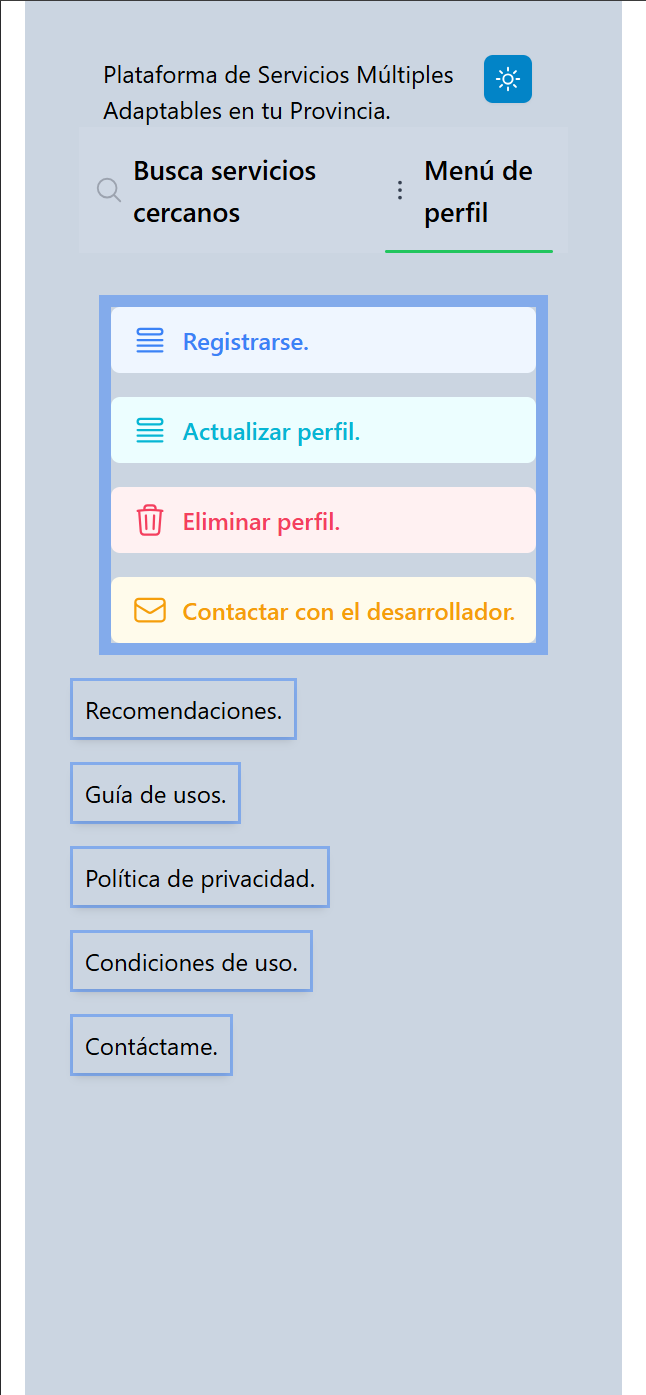 Plataforma de Servicios Múltiples
Adaptables en tu Provincia.
Busca servicios
cercanos
Menú de
perfil
Registrarse.
Actualizar perfil.
Eliminar perfil.
Contactar con el desarrollador.
Recomendaciones.
Guía de usos.
Política de privacidad.
Condiciones de uso.
Contáctame.